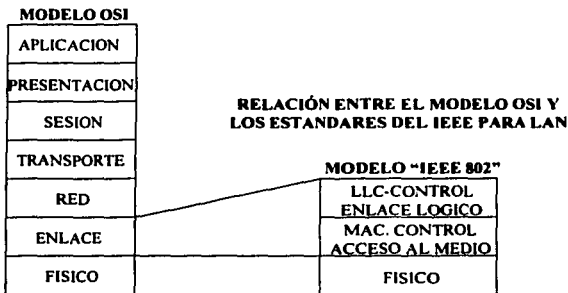 MODELO OSI
APLICACION
PRESENTACION
SESION
TRANSPORTE
RED
ENLACE
FISICO
RELACIÓN ENTRE EL MODELO OSI Y
LOS ESTANDARES DEL IEEE PARA LAN
MODELO "IEEE 802"
LLC-CONTROL
ENLACE LOGICO
MAC. CONTROL
ACCESO AL MEDIO
FISICO